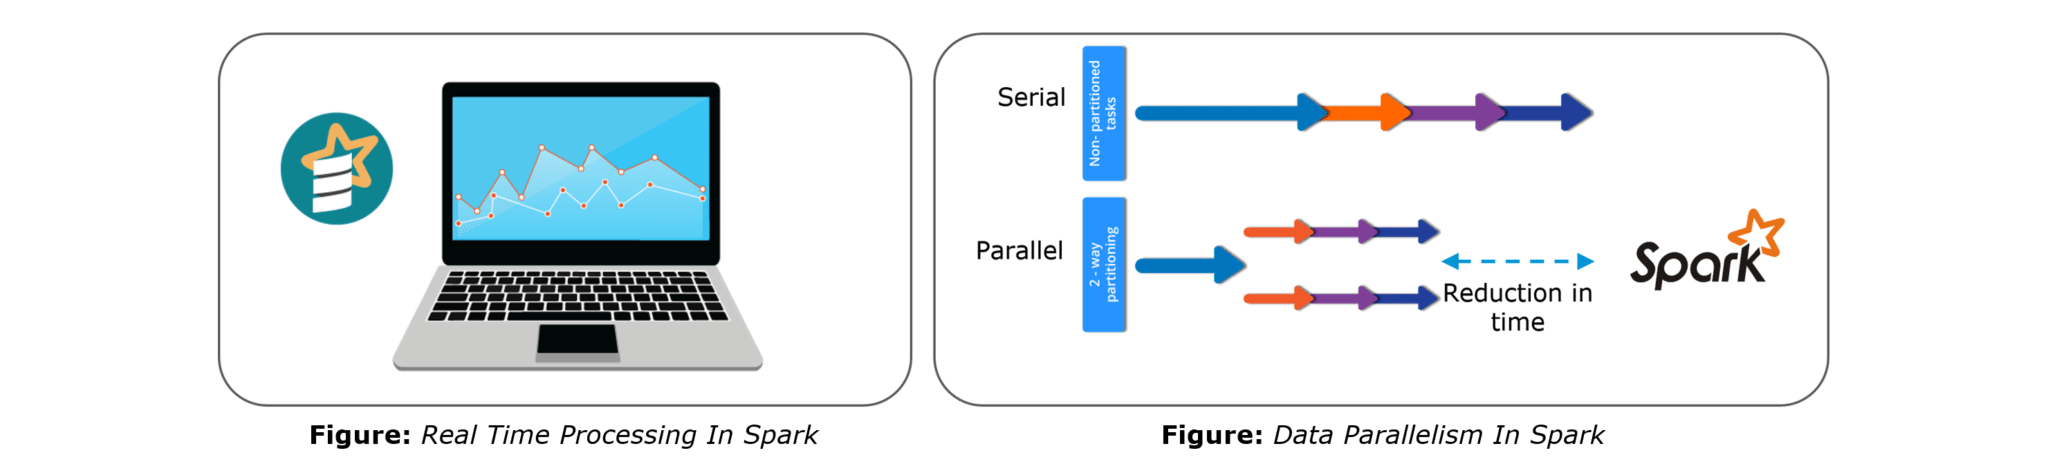 Serial
Non- partitioned
tasks
Parallel
2 - way
partitioning
Reduction in
time
Spark
Figure: Real Time Processing In Spark
Figure: Data Parallelism In Spark